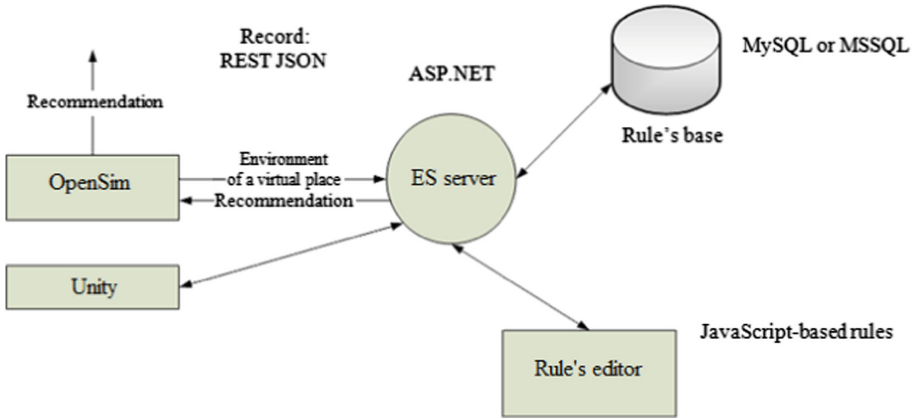 Record:
REST JSON
MySQL or MSSQL
ASP.NET
Recommendation
Rule's base
Environment
of a virtual place
OpenSim
ES server
Recommendation
Unity
JavaScript-based rules
Rule's editor